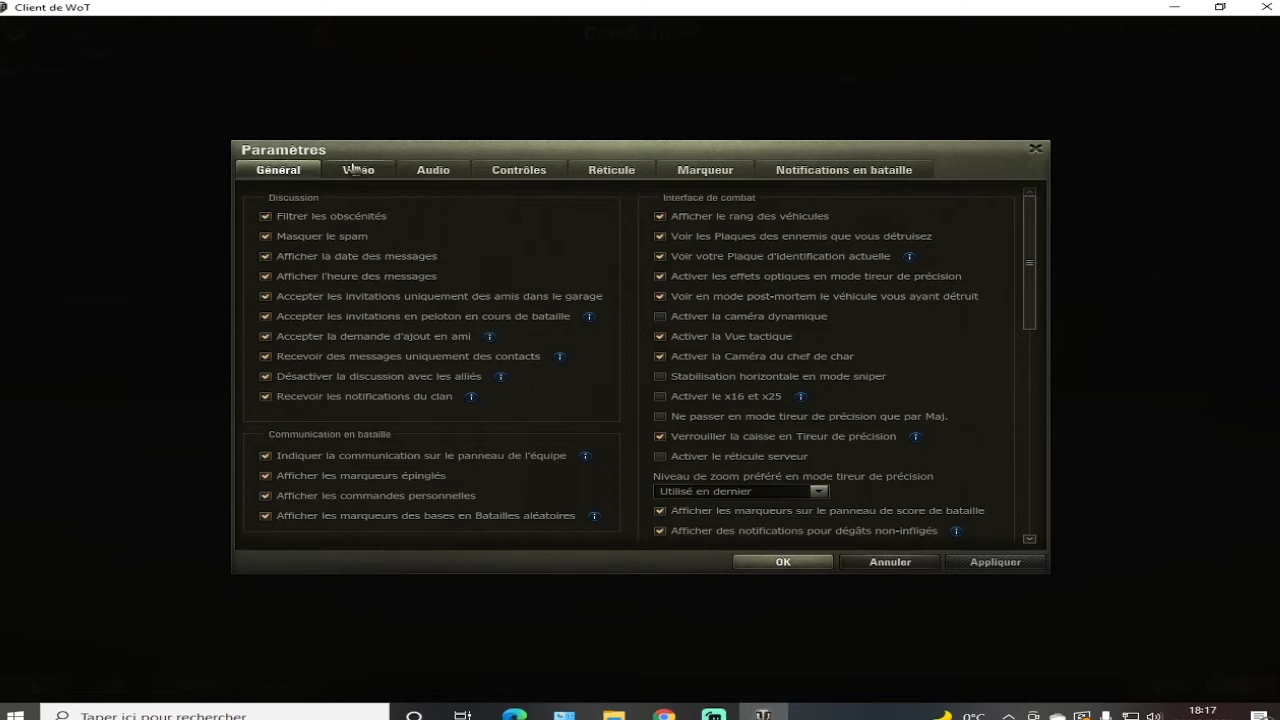 Client de WoT
Paramètres
Général
Vidéo
Audio
Contrôles
Réticule
Marqueur
Notifications en bataille
Discussion
Filtrer les obscénités
Masquer le spam
Afficher la date des messages
Afficher l'heure des messages
Accepter les invitations uniquement des amis dans le garage
Accepter les invitations en peloton en cours de bataille
Accepter la demande d'ajout en ami
Recevoir des messages uniquement des contacts
Désactiver la discussion avec les alliés
Recevoir les notifications du clan
Communication en bataille
Indiquer la communication sur le panneau de l'équipe
Afficher les marqueurs épinglés
Afficher les commandes personnelles
Afficher les marqueurs des bases en Batailles aléatoires
Interface de combat
Afficher le rang des véhicules
Voir les Plaques des ennemis que vous détruisez
Voir votre Plaque d'identification actuelle
Activer les effets optiques en mode tireur de précision
Voir en mode post-mortem le véhicule vous ayant détruit
Activer la caméra dynamique
Activer la Vue tactique
Activer la Caméra du chef de char
Stabilisation horizontale en mode sniper
Activer le x16 et x25
Ne passer en mode tireur de précision que par Maj.
Verrouiller la caisse en Tireur de précision
Activer le réticule serveur
Niveau de zoom préféré en mode tireur de précision
Utilisé en dernier
Afficher les marqueurs sur le panneau de score de bataille
Afficher des notifications pour dégâts non-infligés
OK
Annuler
Appliquer
Taper ici pour rechercher
0°C
18:17